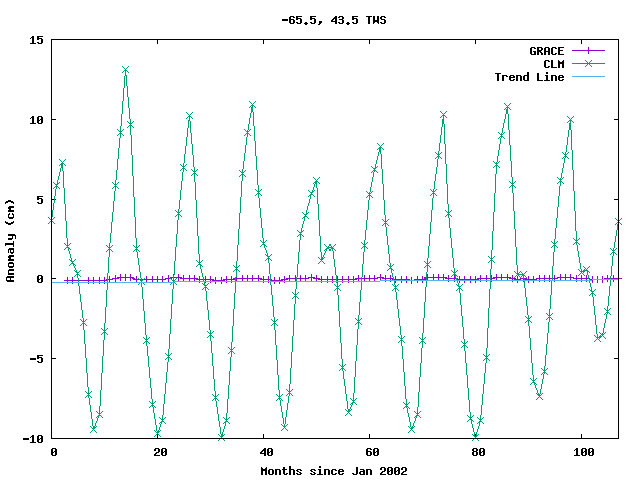 -65.5, 43.5 TWS
GRACE
CLM
Trend Line
15
10
5
0
-5
-10
Anomaly (cm)
0 20 40 60 80 100
Months since Jan 2002